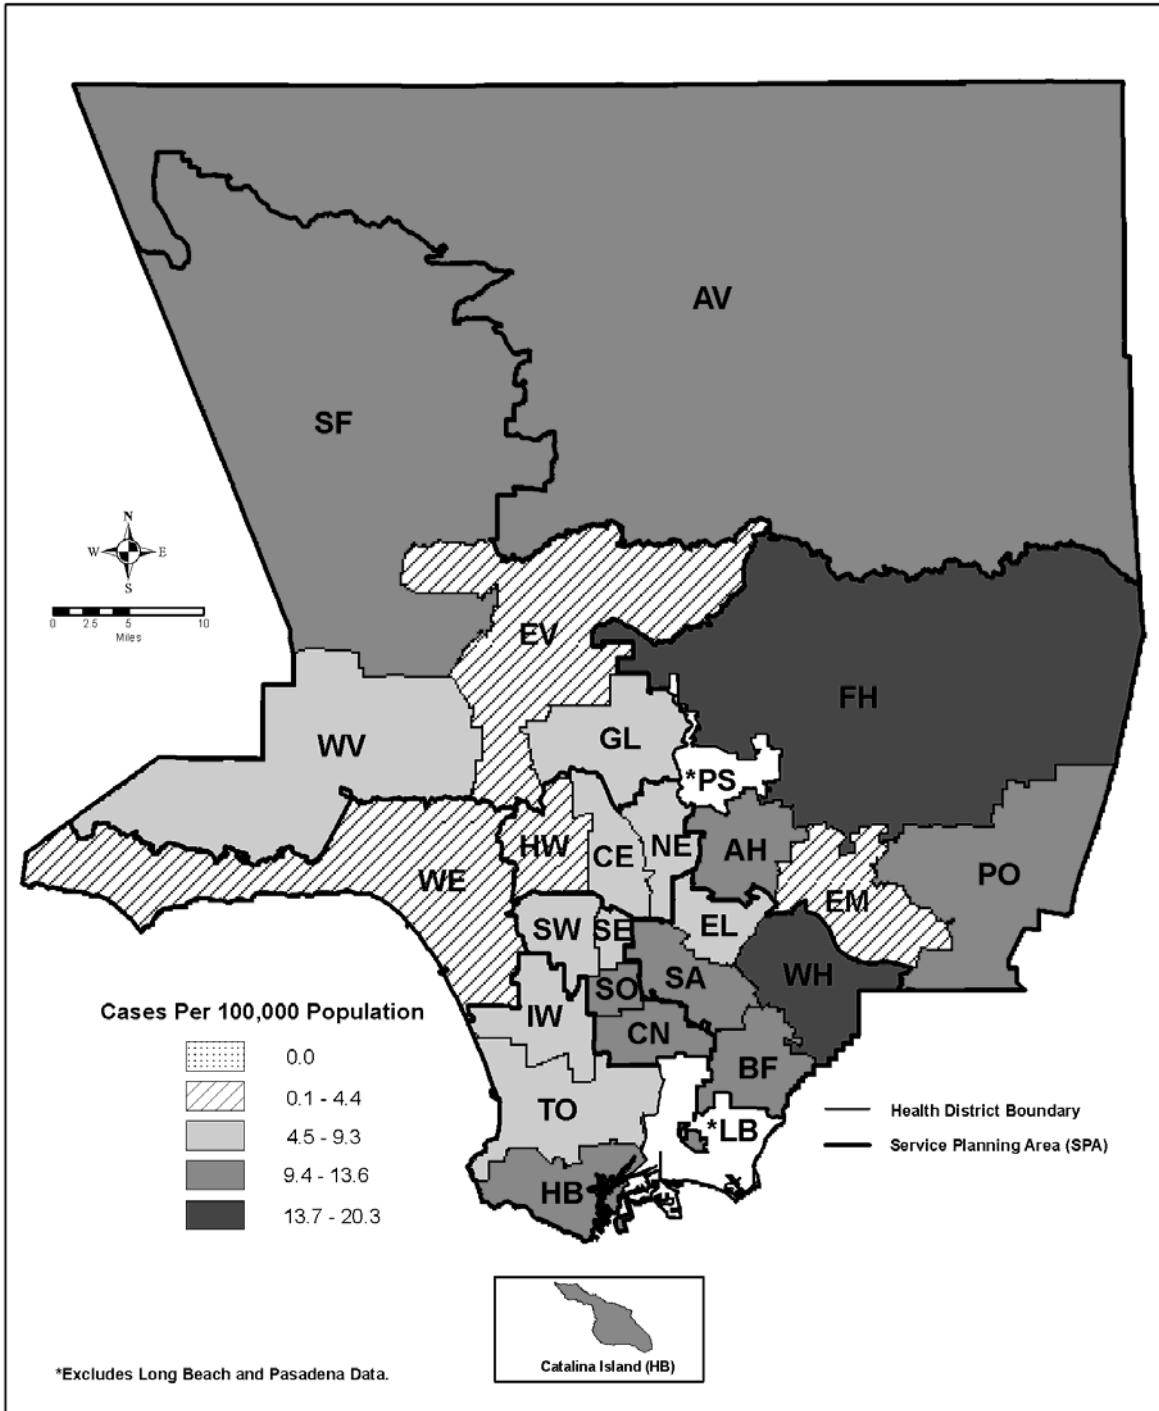 AV
SF
N
W E
S
0 2.5 5 10
Miles
EV
FH
WV
GL
*PS
HW
CE
NE
AH
PO
WE
EM
SW
SE
EL
WH
SO
SA
IW
CN
BF
TO
*LB
HB
Cases Per 100,000 Population
0.0
0.1 - 4.4
4.5 - 9.3
9.4 - 13.6
13.7 - 20.3
Health District Boundary
Service Planning Area (SPA)
Catalina Island (HB)
*Excludes Long Beach and Pasadena Data.